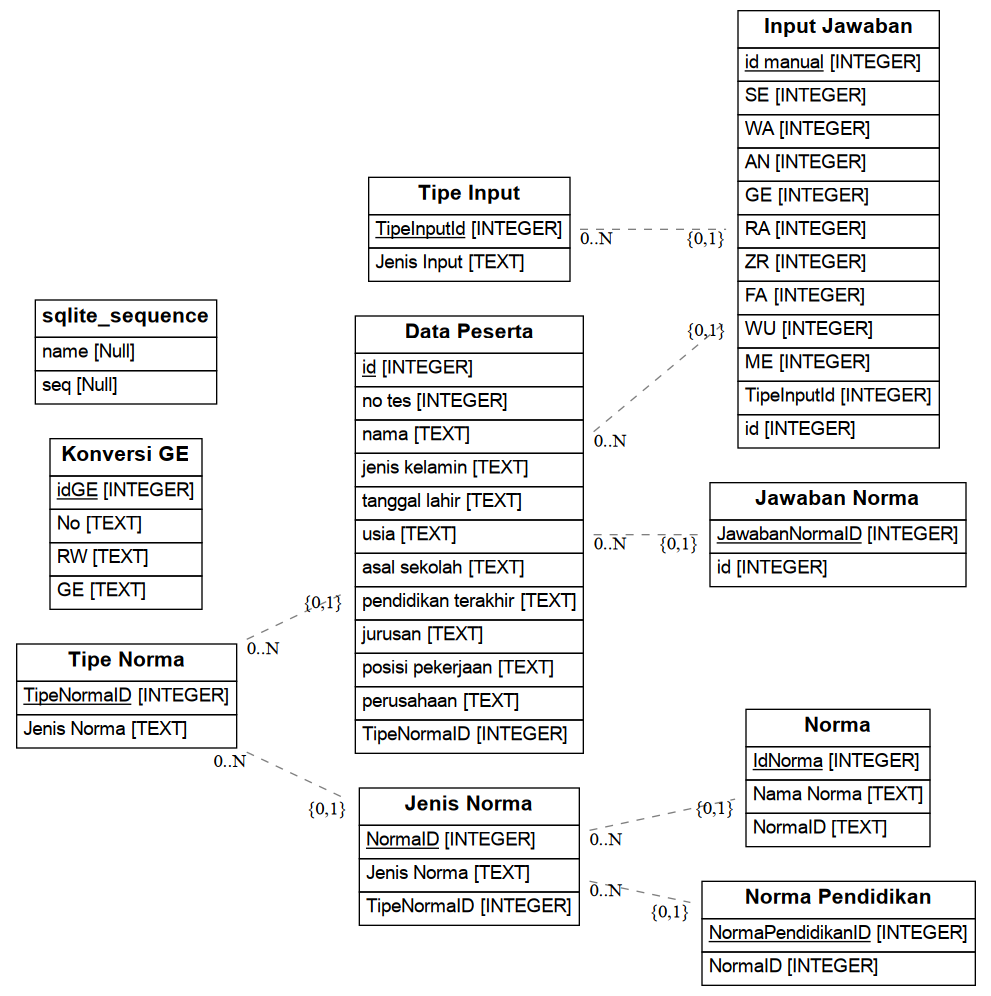 Input Jawaban
id manual [INTEGER]
SE [INTEGER]
WA [INTEGER]
AN [INTEGER]
GE [INTEGER]
RA [INTEGER]
ZR [INTEGER]
FA [INTEGER]
WU [INTEGER]
ME [INTEGER]
TipeInputId [INTEGER]
id [INTEGER]
Tipe Input
TipeInputId [INTEGER]
Jenis Input [TEXT]
0..N
{0,1}
sqlite_sequence
name [Null]
seq [Null]
Data Peserta
id [INTEGER]
no tes [INTEGER]
nama [TEXT]
jenis kelamin [TEXT]
tanggal lahir [TEXT]
usia [TEXT]
asal sekolah [TEXT]
pendidikan terakhir [TEXT]
jurusan [TEXT]
posisi pekerjaan [TEXT]
perusahaan [TEXT]
TipeNormaID [INTEGER]
{0,1}
0..N
Konversi GE
idGE [INTEGER]
No [TEXT]
RW [TEXT]
GE [TEXT]
Jawaban Norma
JawabanNormaID [INTEGER]
id [INTEGER]
0..N
{0,1}
{0,1}
0..N
Tipe Norma
TipeNormaID [INTEGER]
Jenis Norma [TEXT]
0..N
{0,1}
Jenis Norma
NormaID [INTEGER]
Jenis Norma [TEXT]
TipeNormaID [INTEGER]
Norma
IdNorma [INTEGER]
Nama Norma [TEXT]
NormaID [TEXT]
{0,1}
0..N
0..N
{0,1}
Norma Pendidikan
NormaPendidikanID [INTEGER]
NormaID [INTEGER]